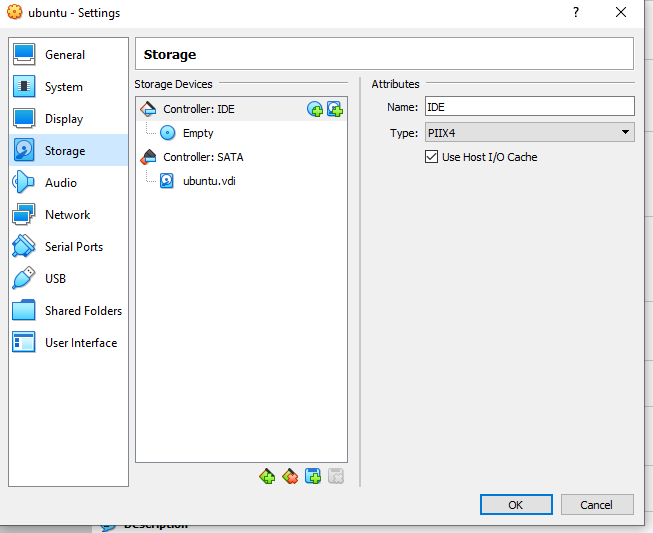 ubuntu - Settings
?
General
System
Display
Storage
Audio
Network
Serial Ports
USB
Shared Folders
User Interface
Storage
Storage Devices
Controller: IDE
Empty
Controller: SATA
ubuntu.vdi
Attributes
Name: IDE
Type: PIIX4
Use Host I/O Cache
OK
Cancel
Description